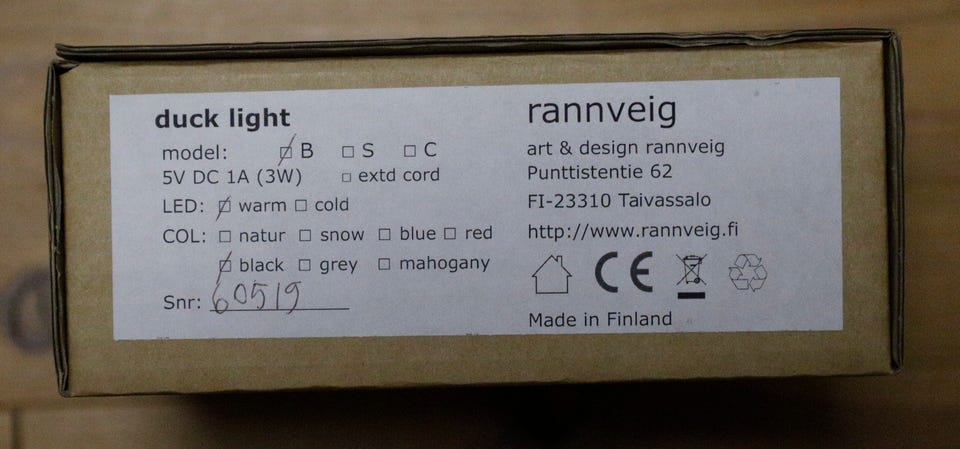 duck light
model: ☑ B ☐ S ☐ C
5V DC 1A (3W) ☐ extd cord
LED: ☑ warm ☐ cold
COL: ☐ natur ☐ snow ☐ blue ☐ red
☑ black ☐ grey ☐ mahogany
Snr: 60519
rannveig
art & design rannveig
Punttistentie 62
FI-23310 Taivassalo
http://www.rannveig.fi
CE
Made in Finland